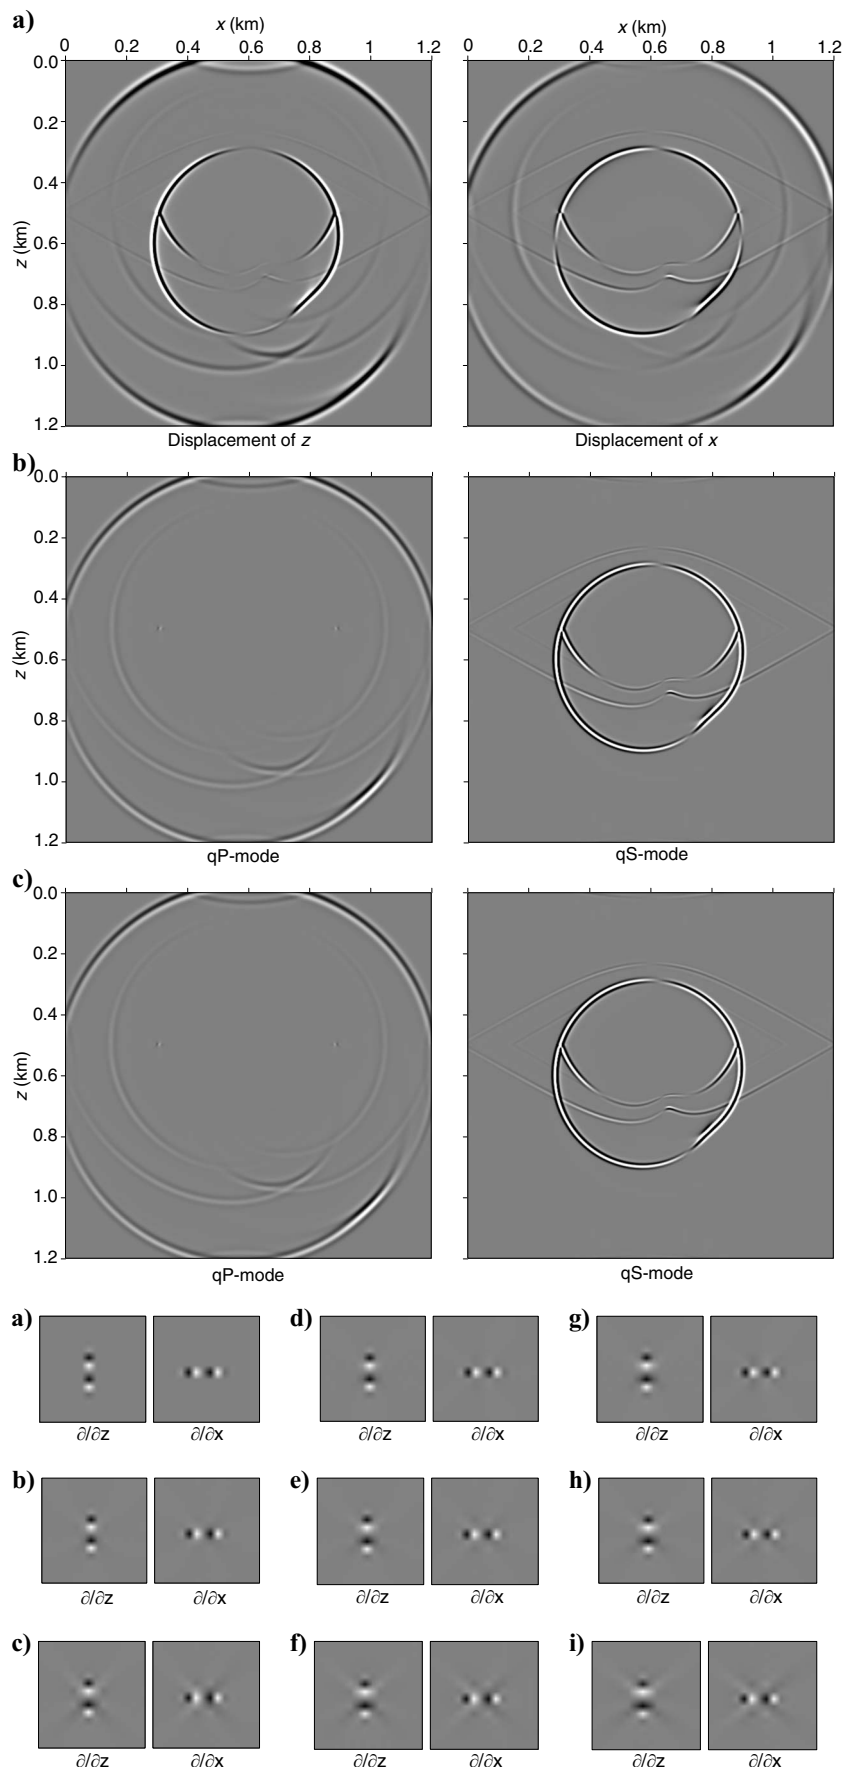 a)
x (km) x (km)
0 0.2 0.4 0.6 0.8 1 1.2 0 0.2 0.4 0.6 0.8 1 1.2
0.0
0.2
0.4
z (km)
0.6
0.8
1.0
1.2
Displacement of z Displacement of x
b)
0.0
0.2
0.4
z (km)
0.6
0.8
1.0
1.2
qP-mode qS-mode
c)
0.0
0.2
0.4
z (km)
0.6
0.8
1.0
1.2
qP-mode qS-mode
a) d) g)
∂/∂z ∂/∂x ∂/∂z ∂/∂x ∂/∂z ∂/∂x
b) e) h)
∂/∂z ∂/∂x ∂/∂z ∂/∂x ∂/∂z ∂/∂x
c) f) i)
∂/∂z ∂/∂x ∂/∂z ∂/∂x ∂/∂z ∂/∂x